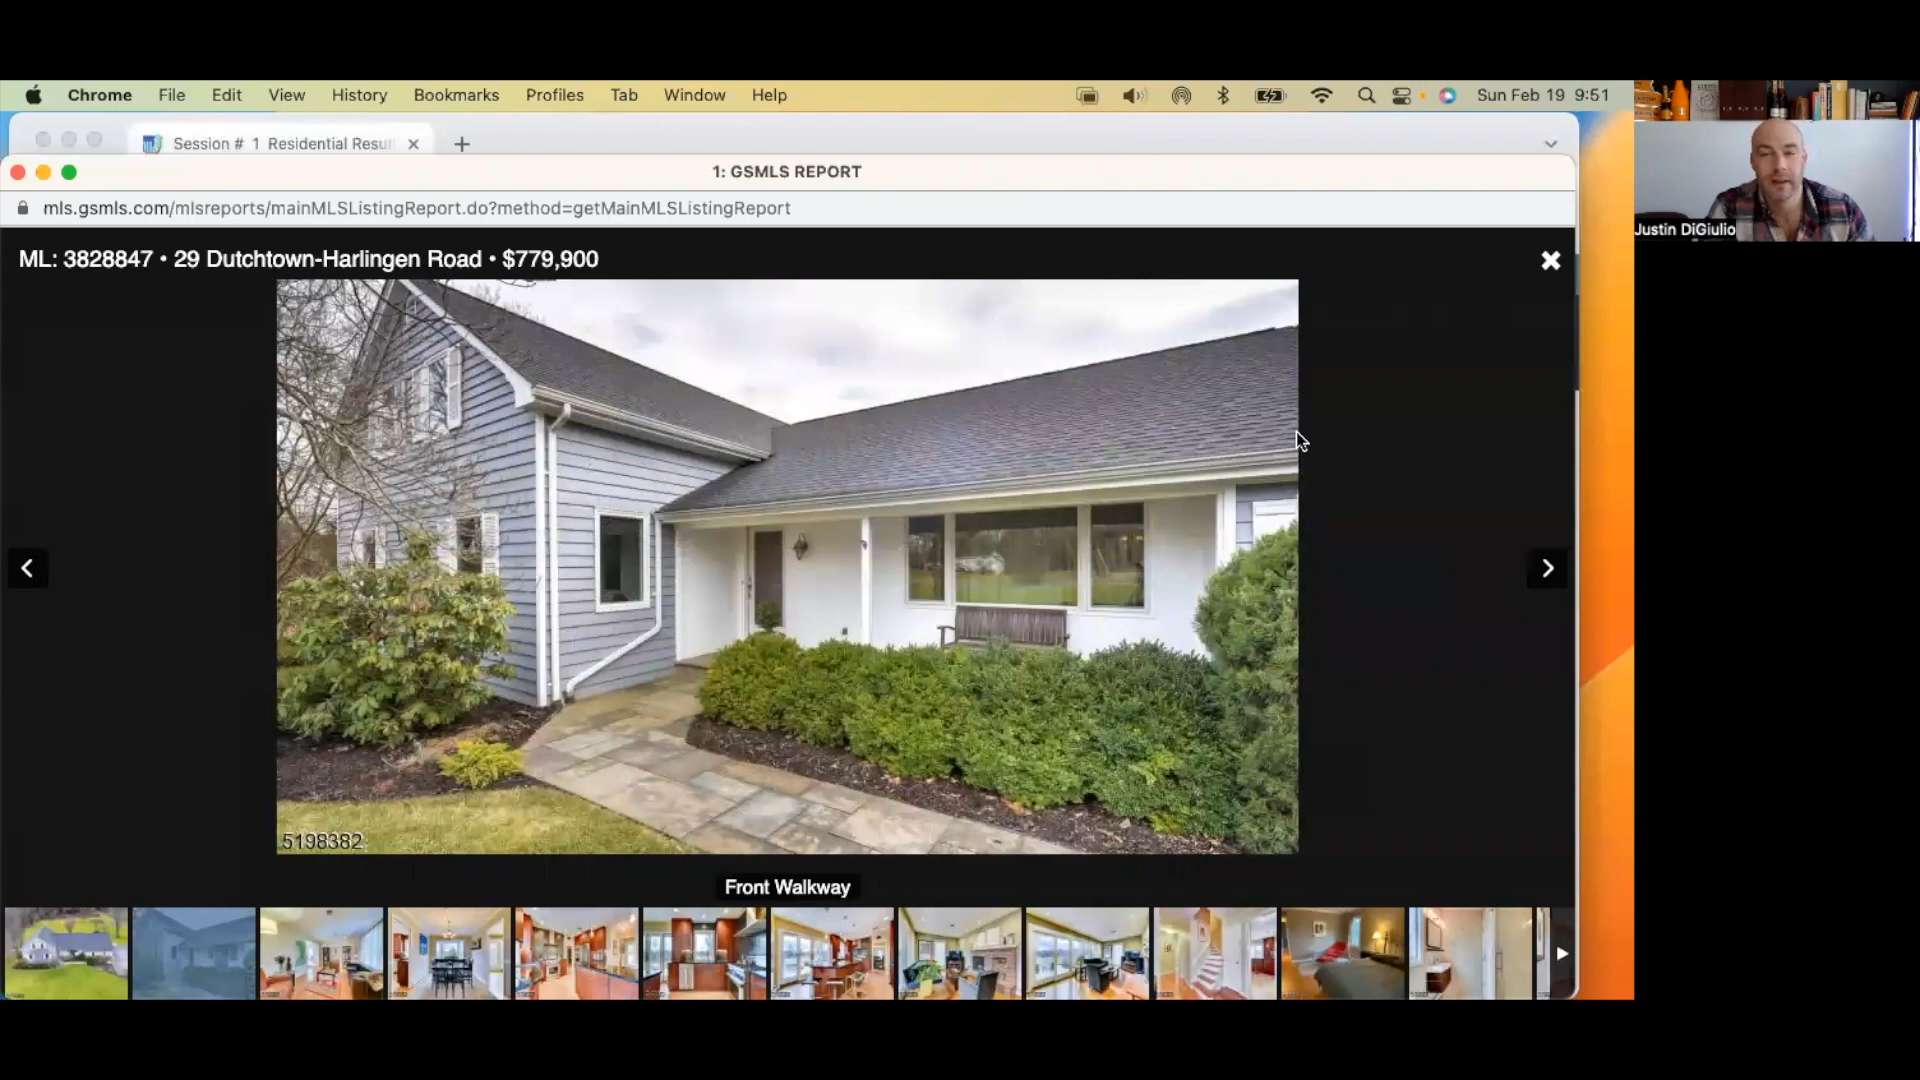 Chrome File Edit View History Bookmarks Profiles Tab Window Help Sun Feb 19 9:51
Session # 1 Residential Resul
1: GSMLS REPORT
mls.gsmls.com/mlsreports/mainMLSListingReport.do?method=getMainMLSListingReport
Justin DiGiulio
ML: 3828847 • 29 Dutchtown-Harlingen Road • $779,900
5198382
Front Walkway